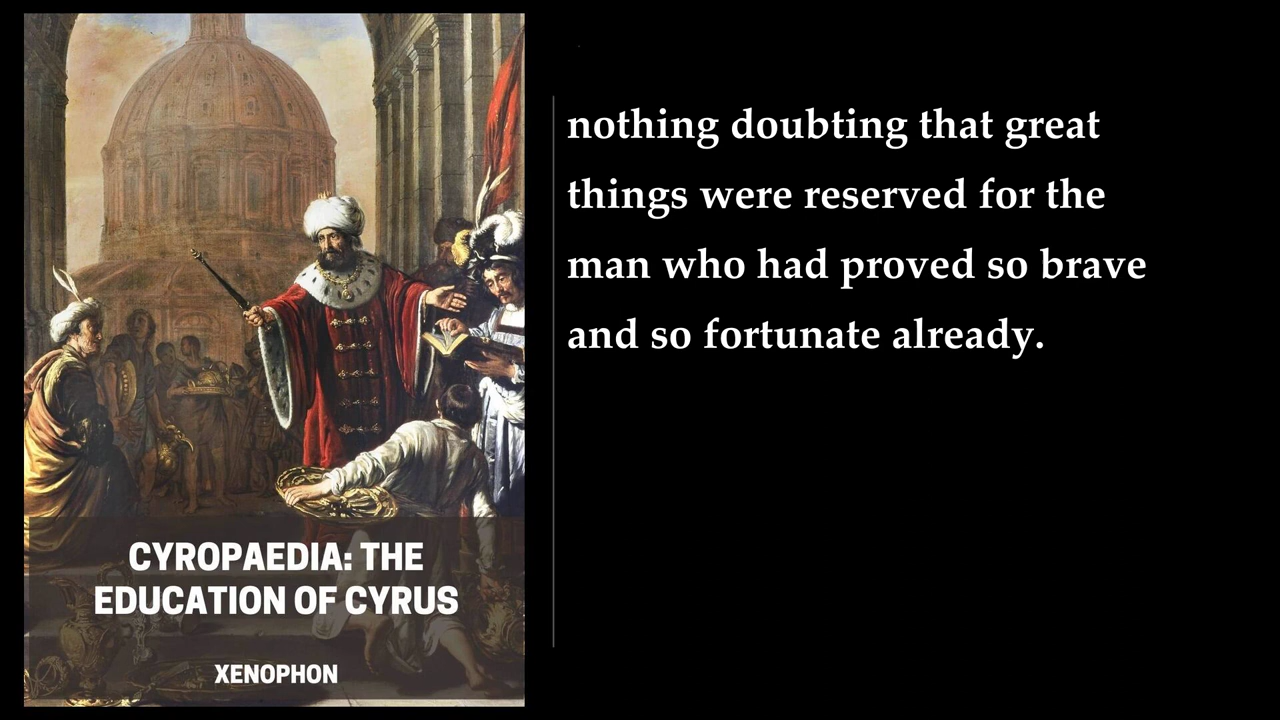 nothing doubting that great
things were reserved for the
man who had proved so brave
and so fortunate already.
CYROPAEDIA: THE
EDUCATION OF CYRUS
XENOPHON